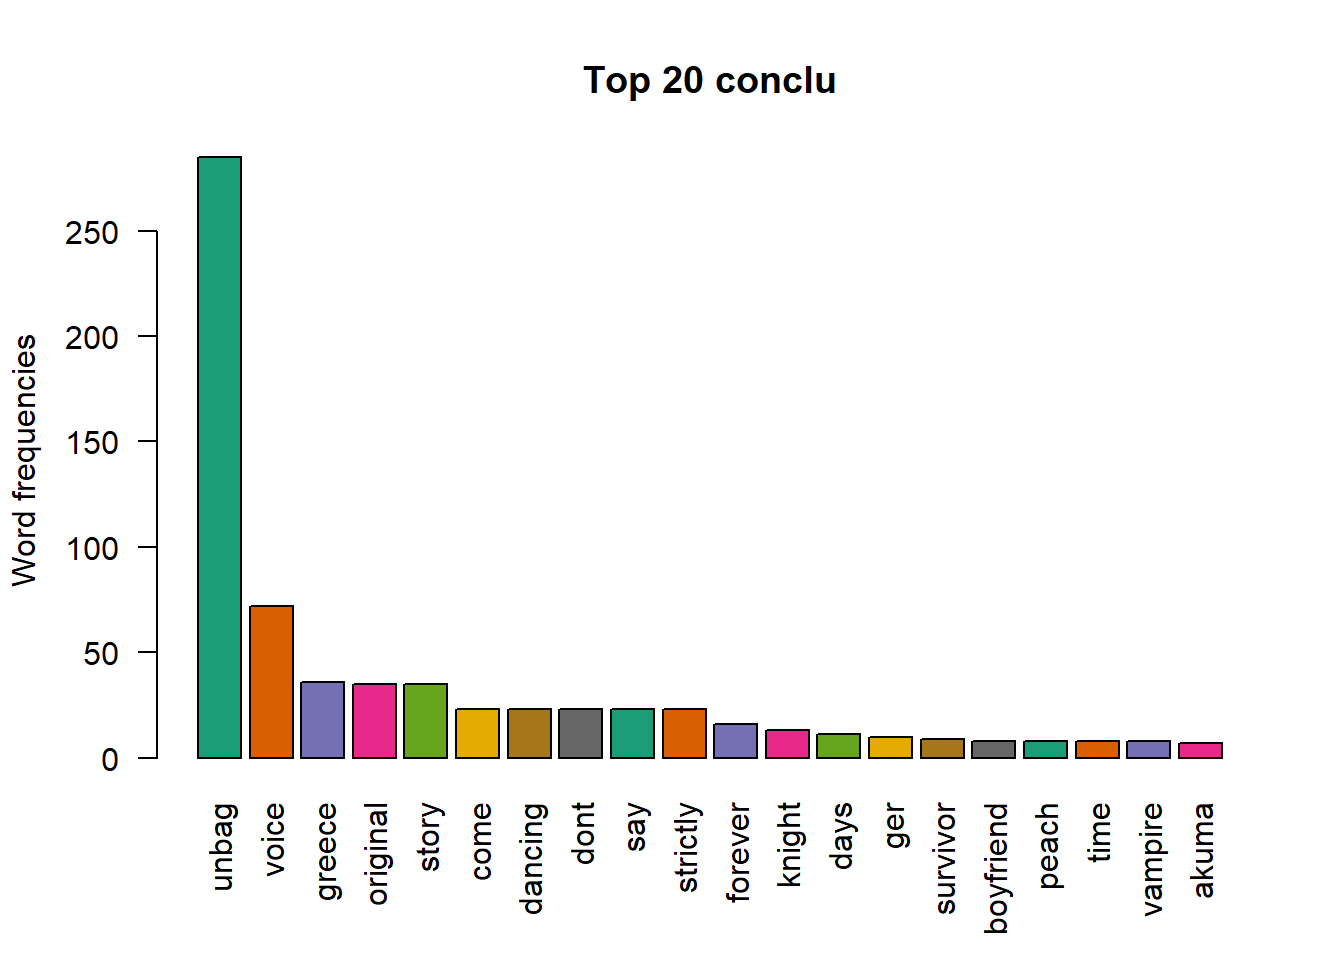 Top 20 conclu
Word frequencies
250
200
150
100
50
0
unbag
voice
greece
original
story
come
dancing
dont
say
strictly
forever
knight
days
ger
survivor
boyfriend
peach
time
vampire
akuma